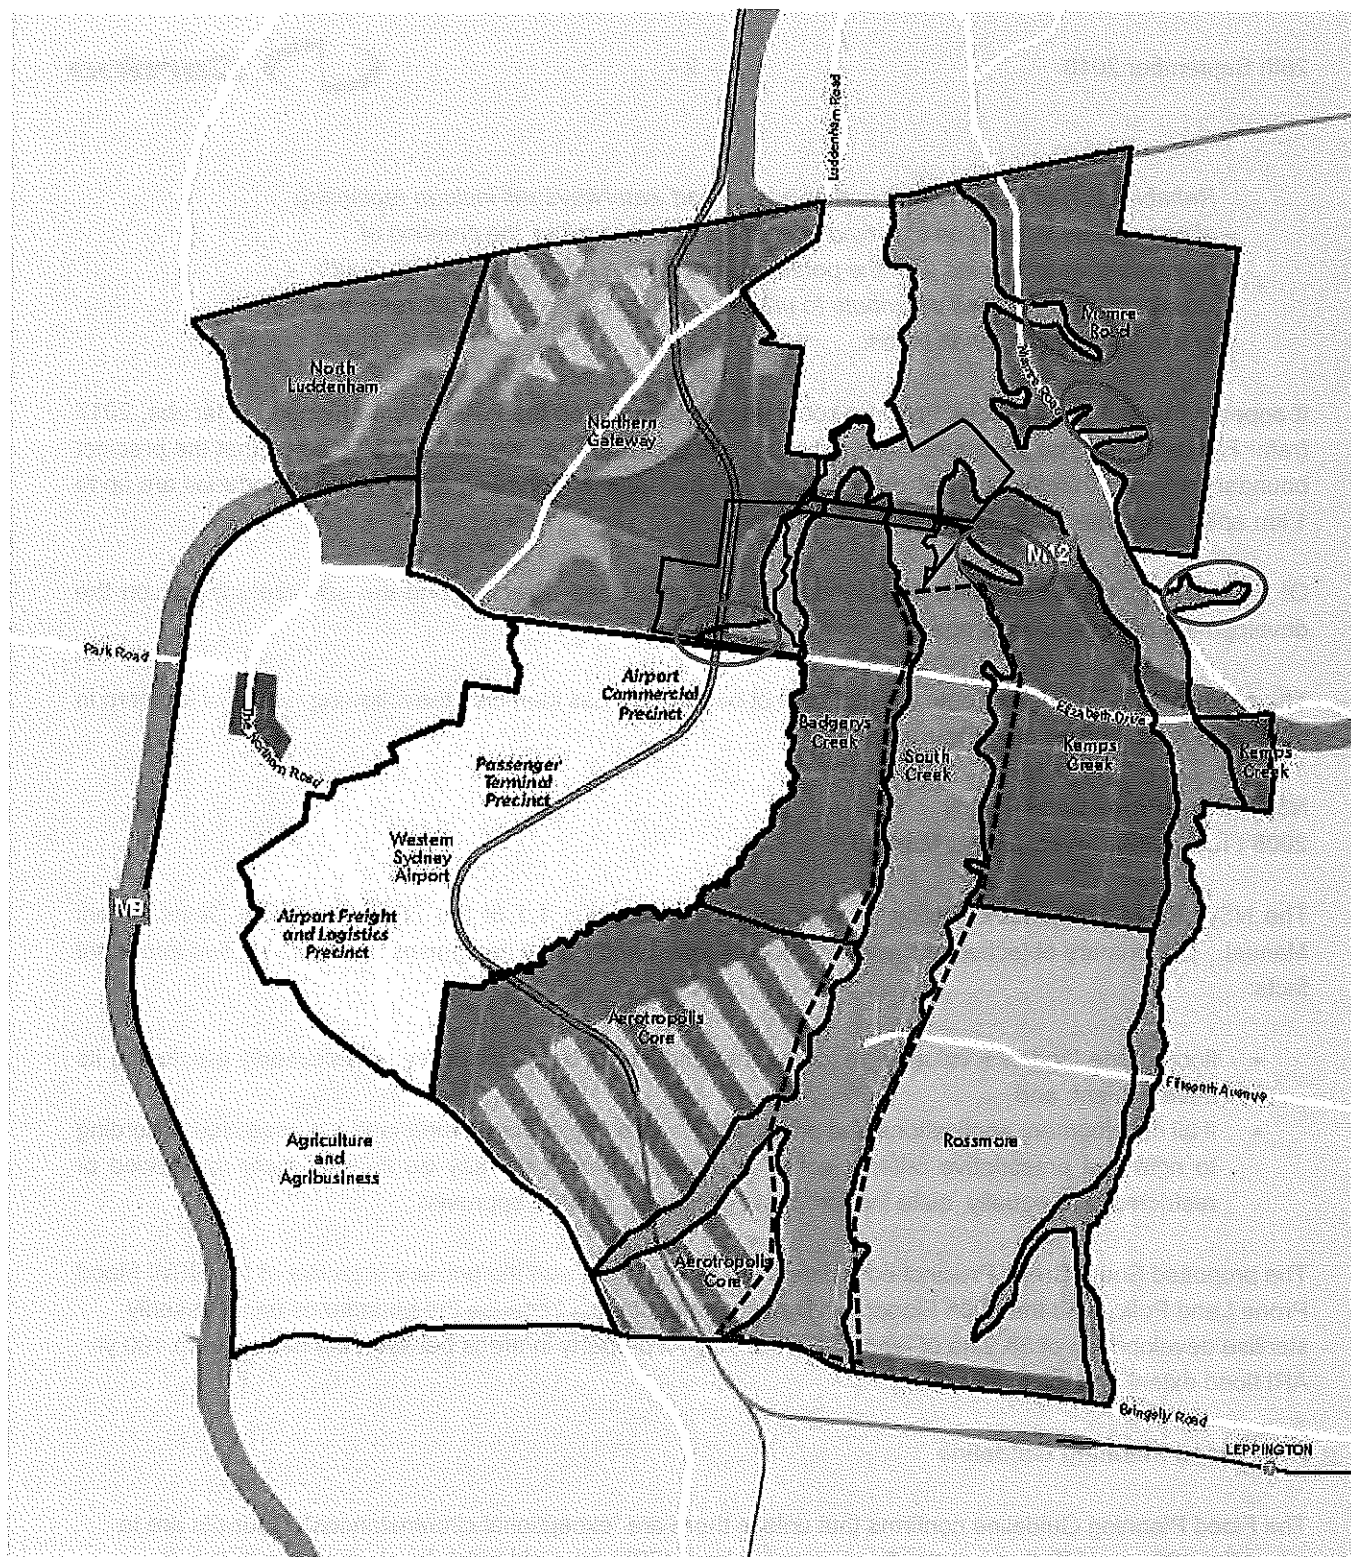 Luddenham Road
Mamre
Road
North
Luddenham
Mamre Road
Northern
Gateway
M12
Park Road
Airport
Commercial
Precinct
Elizabeth Drive
Badgerys
Creek
The Northern Road
South
Creek
Kemps
Creek
Kemps
Creek
Passenger
Terminal
Precinct
Western
Sydney
Airport
M9
Airport Freight
and Logistics
Precinct
Aerotropolis
Core
Fifteenth Avenue
Agriculture
and
Agribusiness
Rossmore
Aerotropolis
Core
Bringelly Road
LEPPINGTON